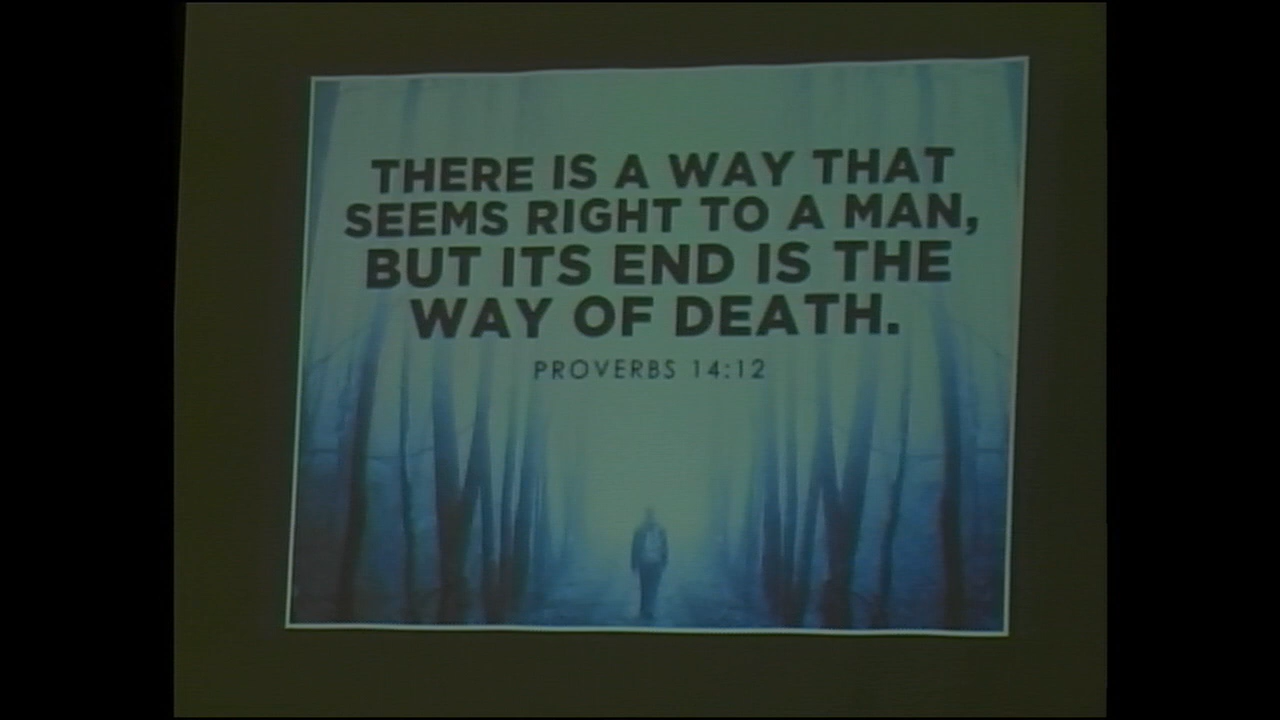 THERE IS A WAY THAT
SEEMS RIGHT TO A MAN,
BUT ITS END IS THE
WAY OF DEATH.
PROVERBS 14:12